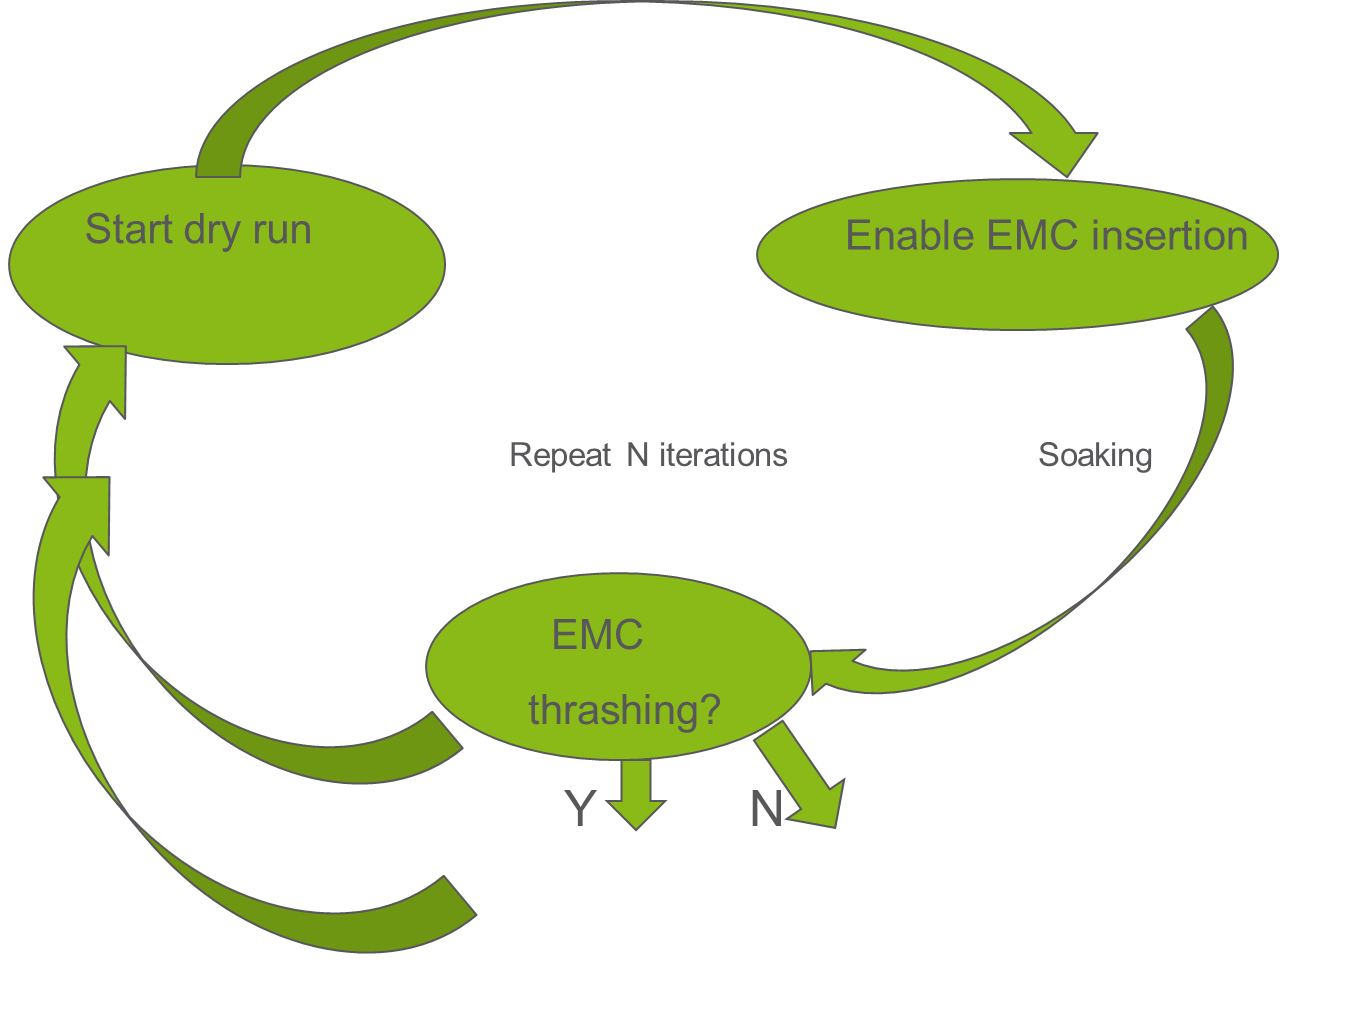 Start dry run
Enable EMC insertion
Repeat N iterations
Soaking
EMC
thrashing?
Y
N